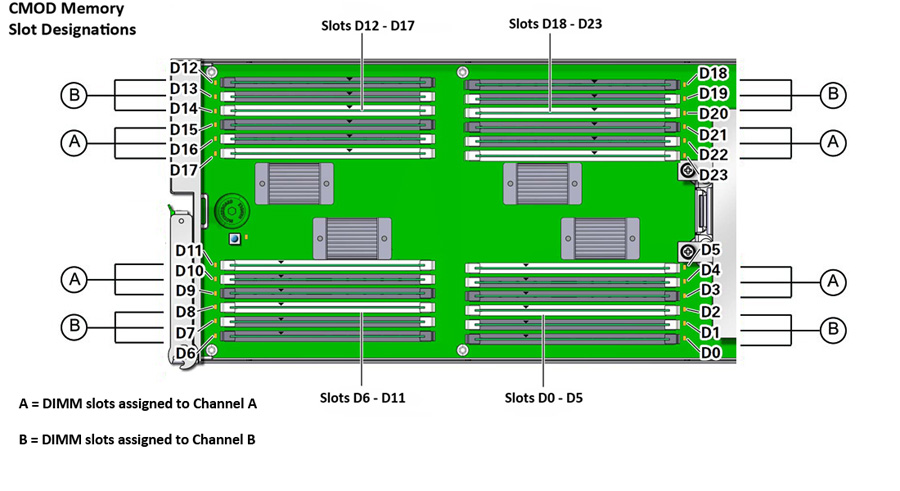 CMOD Memory
Slot Designations
Slots D12 - D17
Slots D18 - D23
D12
D13
D14
D15
D16
D17
B
A
D18
D19
D20
D21
D22
D23
B
A
D11
D10
D9
D8
D7
D6
A
B
D5
D4
D3
D2
D1
D0
A
B
Slots D6 - D11
Slots D0 - D5
A = DIMM slots assigned to Channel A
B = DIMM slots assigned to Channel B